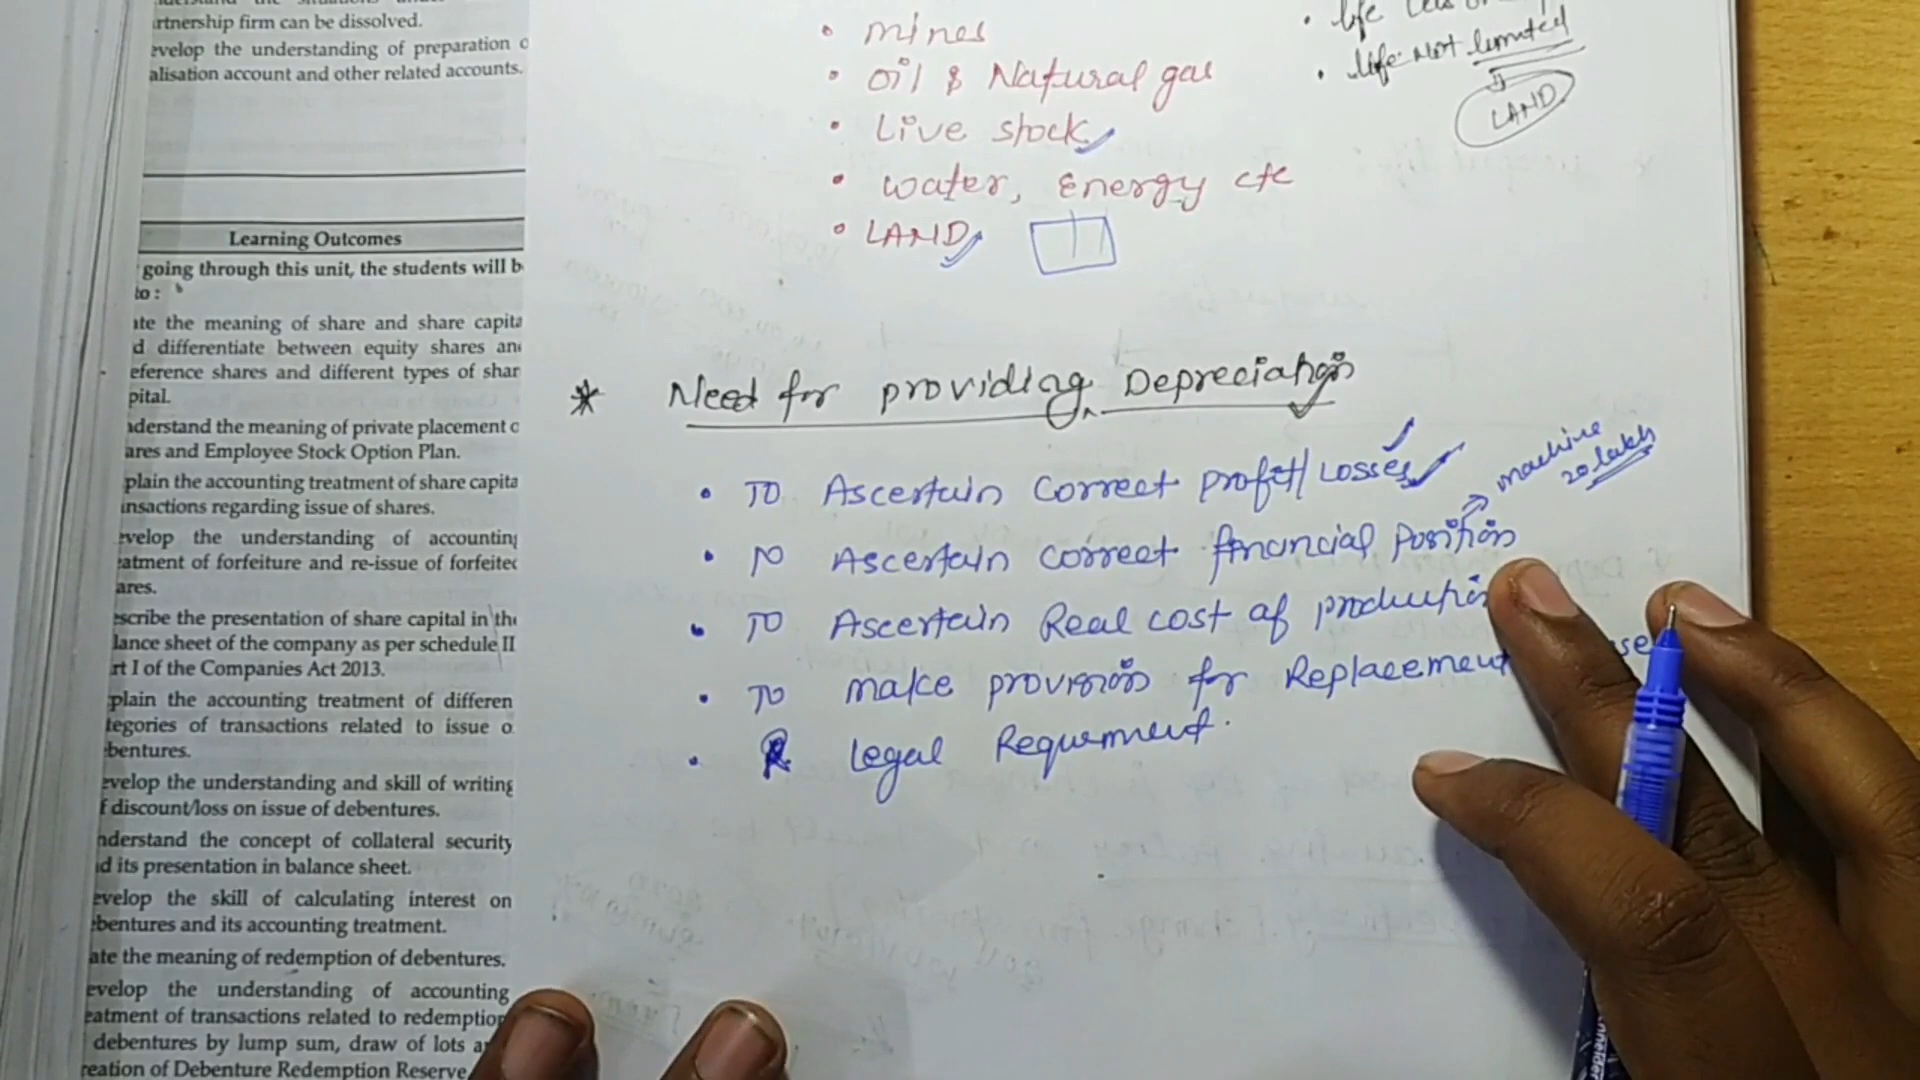 rtnership firm can be dissolved.
evelop the understanding of preparation
alisation account and other related accounts.
Learning Outcomes
going through this unit, the students will b
to :
ate the meaning of share and share capita
d differentiate between equity shares an
eference shares and different types of shar
pital.
nderstand the meaning of private placement
ares and Employee Stock Option Plan.
plain the accounting treatment of share capita
nsactions regarding issue of shares.
evelop the understanding of accounting
eatment of forfeiture and re-issue of forfeited
ares.
escribe the presentation of share capital in the
lance sheet of the company as per schedule II
rt I of the Companies Act 2013.
plain the accounting treatment of differen
tegories of transactions related to issue o
bentures.
evelop the understanding and skill of writing
f discount/loss on issue of debentures.
nderstand the concept of collateral security
d its presentation in balance sheet.
evelop the skill of calculating interest on
bentures and its accounting treatment.
ate the meaning of redemption of debentures.
evelop the understanding of accounting
eatment of transactions related to redemption
debentures by lump sum, draw of lots a
reation of Debenture Redemption Reserve
• mines
• Oil & Natural gas
• Live stock
• Water, Energy etc
• LAND
• life
• life Not limited
LAND
* Need for providing Depreciation
• TO Ascertain Correct profit/Losses
machine
20 lakh
• TO Ascertain correct financial Position
• TO Ascertain Real cost of production
• TO make provision for Replacement
• Legal Requrment.